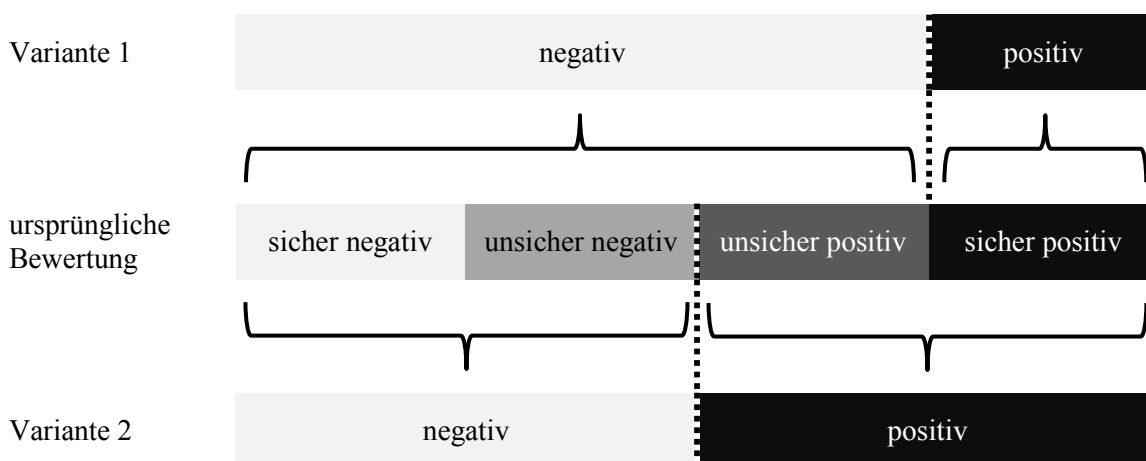 Variante 1
negativ
positiv
ursprüngliche
Bewertung
sicher negativ
unsicher negativ
unsicher positiv
sicher positiv
Variante 2
negativ
positiv